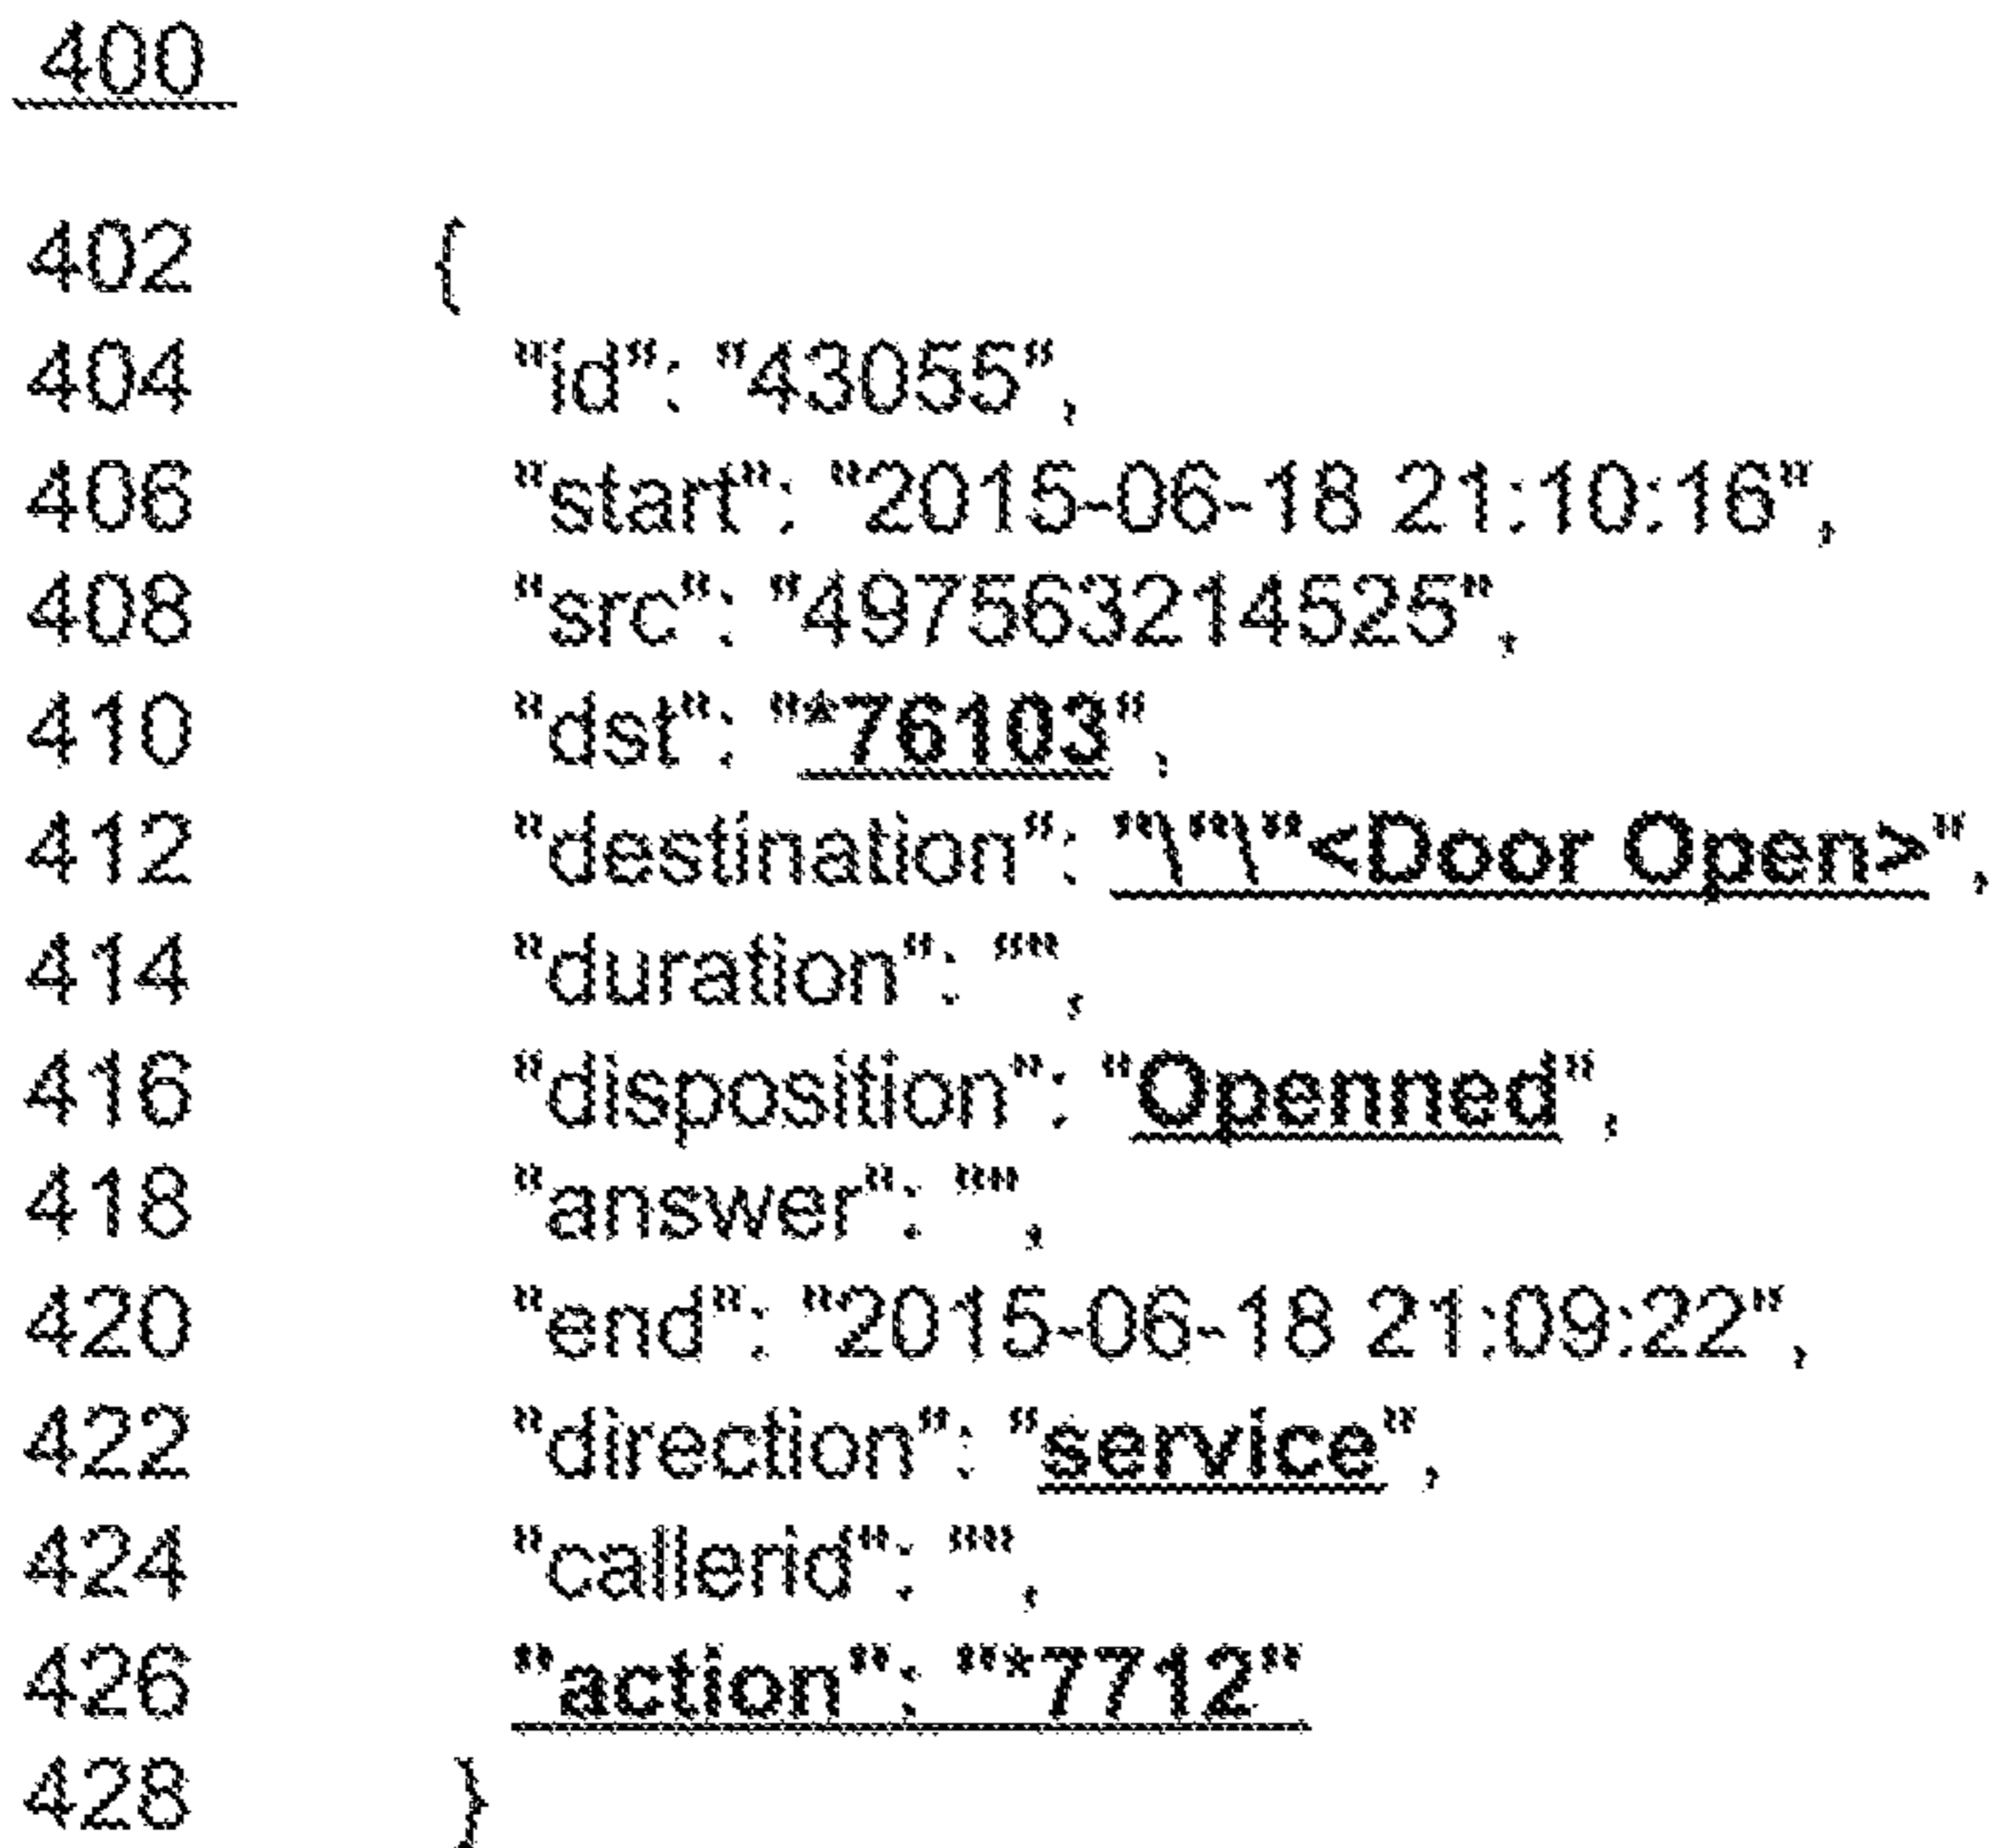 400
402 {
404 "id": "43055",
406 "start": "2015-06-18 21:10:16",
408 "src": "497563214525",
410 "dst": "*76103",
412 "destination": "\"\"<Door Open>",
414 "duration": "",
416 "disposition": "Openned",
418 "answer": "",
420 "end": "2015-06-18 21:09:22",
422 "direction": "service",
424 "callerid": "",
426 "action": "*7712"
428 }